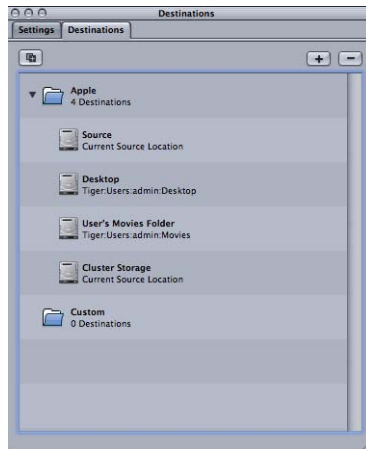 Destinations
Settings Destinations
Apple
4 Destinations
Source
Current Source Location
Desktop
Tiger:Users:admin:Desktop
User's Movies Folder
Tiger:Users:admin:Movies
Cluster Storage
Current Source Location
Custom
0 Destinations